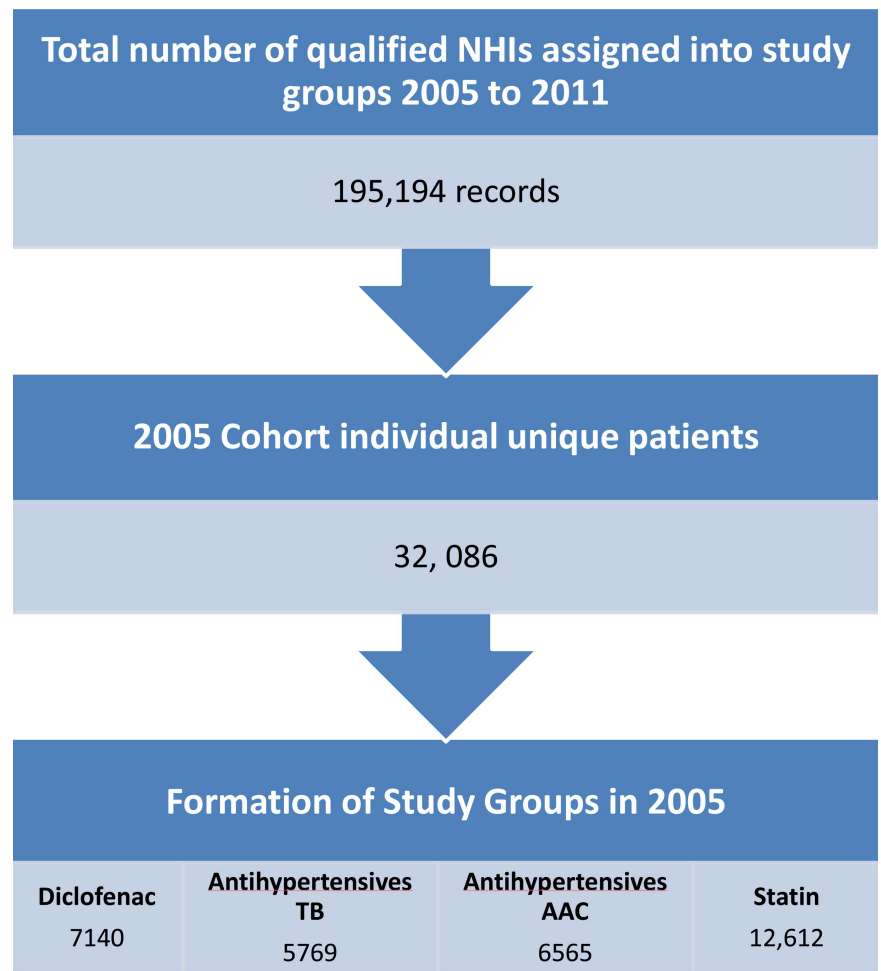 Total number of qualified NHIs assigned into study
groups 2005 to 2011
195,194 records
2005 Cohort individual unique patients
32, 086
Formation of Study Groups in 2005
Diclofenac
7140
Antihypertensives
TB
5769
Antihypertensives
AAC
6565
Statin
12,612